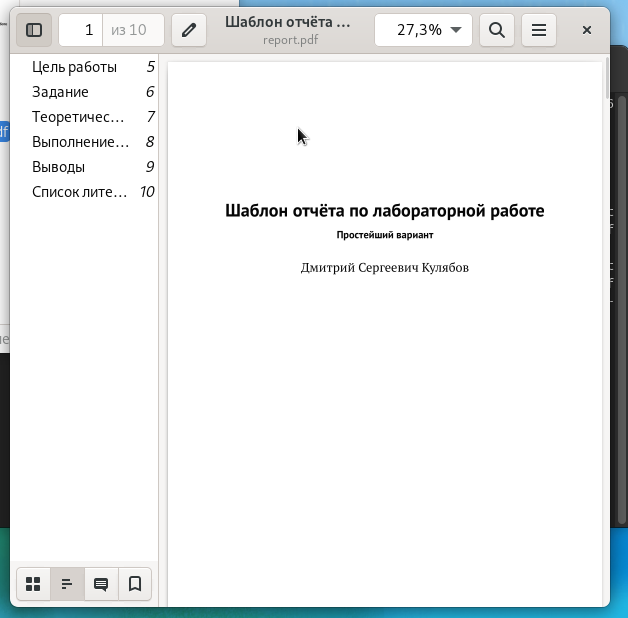 1 из 10 Шаблон отчёта ... 27,3%
report.pdf
Цель работы 5
Задание 6
Теоретичес... 7
Выполнение... 8
Выводы 9
Список лите... 10
Шаблон отчёта по лабораторной работе
Простейший вариант
Дмитрий Сергеевич Кулябов
df